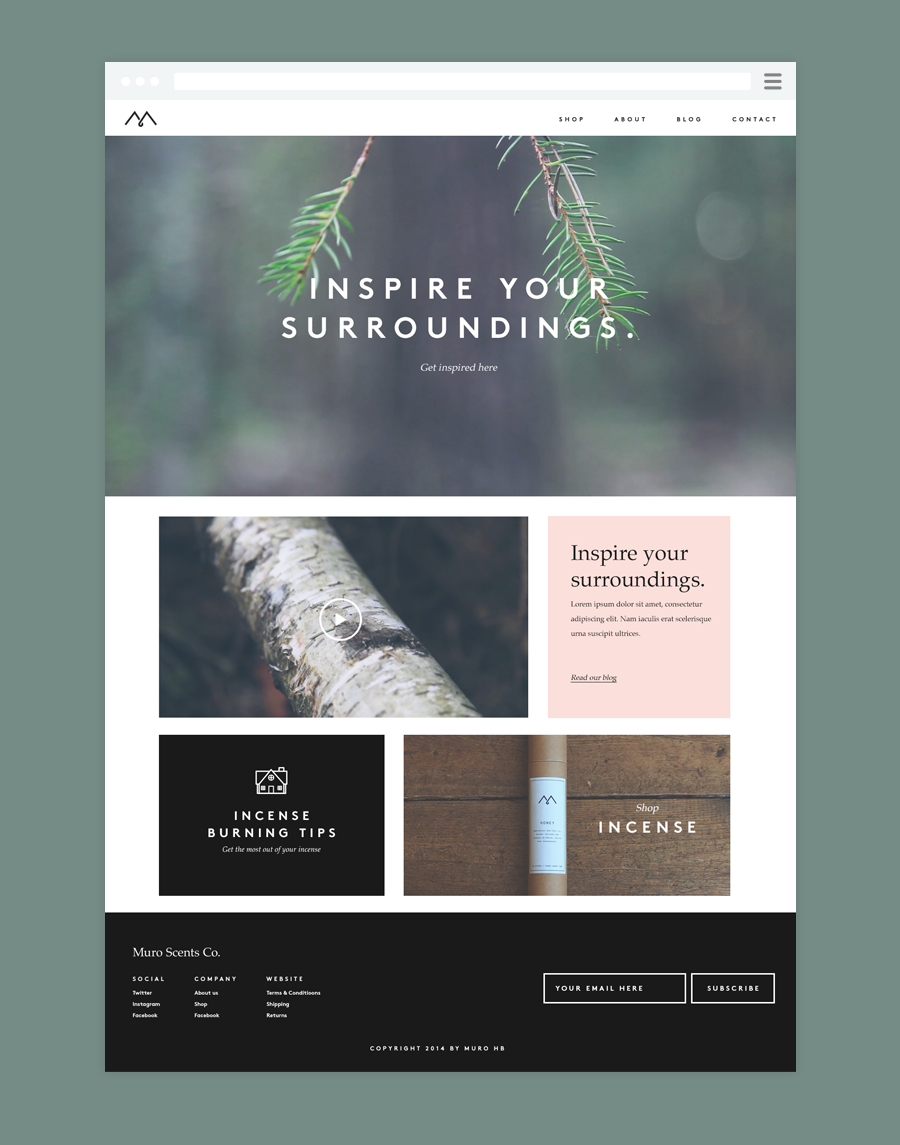 SHOP ABOUT BLOG CONTACT
INSPIRE YOUR
SURROUNDINGS.
Get inspired here
Inspire your
surroundings.
Lorem ipsum dolor sit amet, consectetur
adipiscing elit. Nam iaculis erat scelerisque
urna suscipit ultrices.
Read our blog
INCENSE
BURNING TIPS
Get the most out of your incense
HONEY
Shop
INCENSE
Muro Scents Co.
SOCIAL
Twitter
Instagram
Facebook
COMPANY
About us
Shop
Facebook
WEBSITE
Terms & Conditioons
Shipping
Returns
YOUR EMAIL HERE
SUBSCRIBE
COPYRIGHT 2014 BY MURO HB